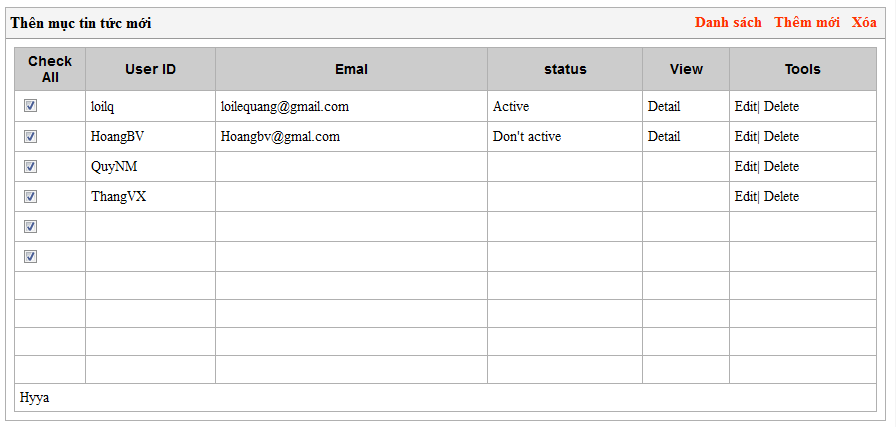 Thên mục tin tức mới
Danh sách Thêm mới Xóa
Check All User ID Emal status View Tools
loilq loilequang@gmail.com Active Detail Edit| Delete
HoangBV Hoangbv@gmal.com Don't active Detail Edit| Delete
QuyNM Edit| Delete
ThangVX Edit| Delete
Hyya